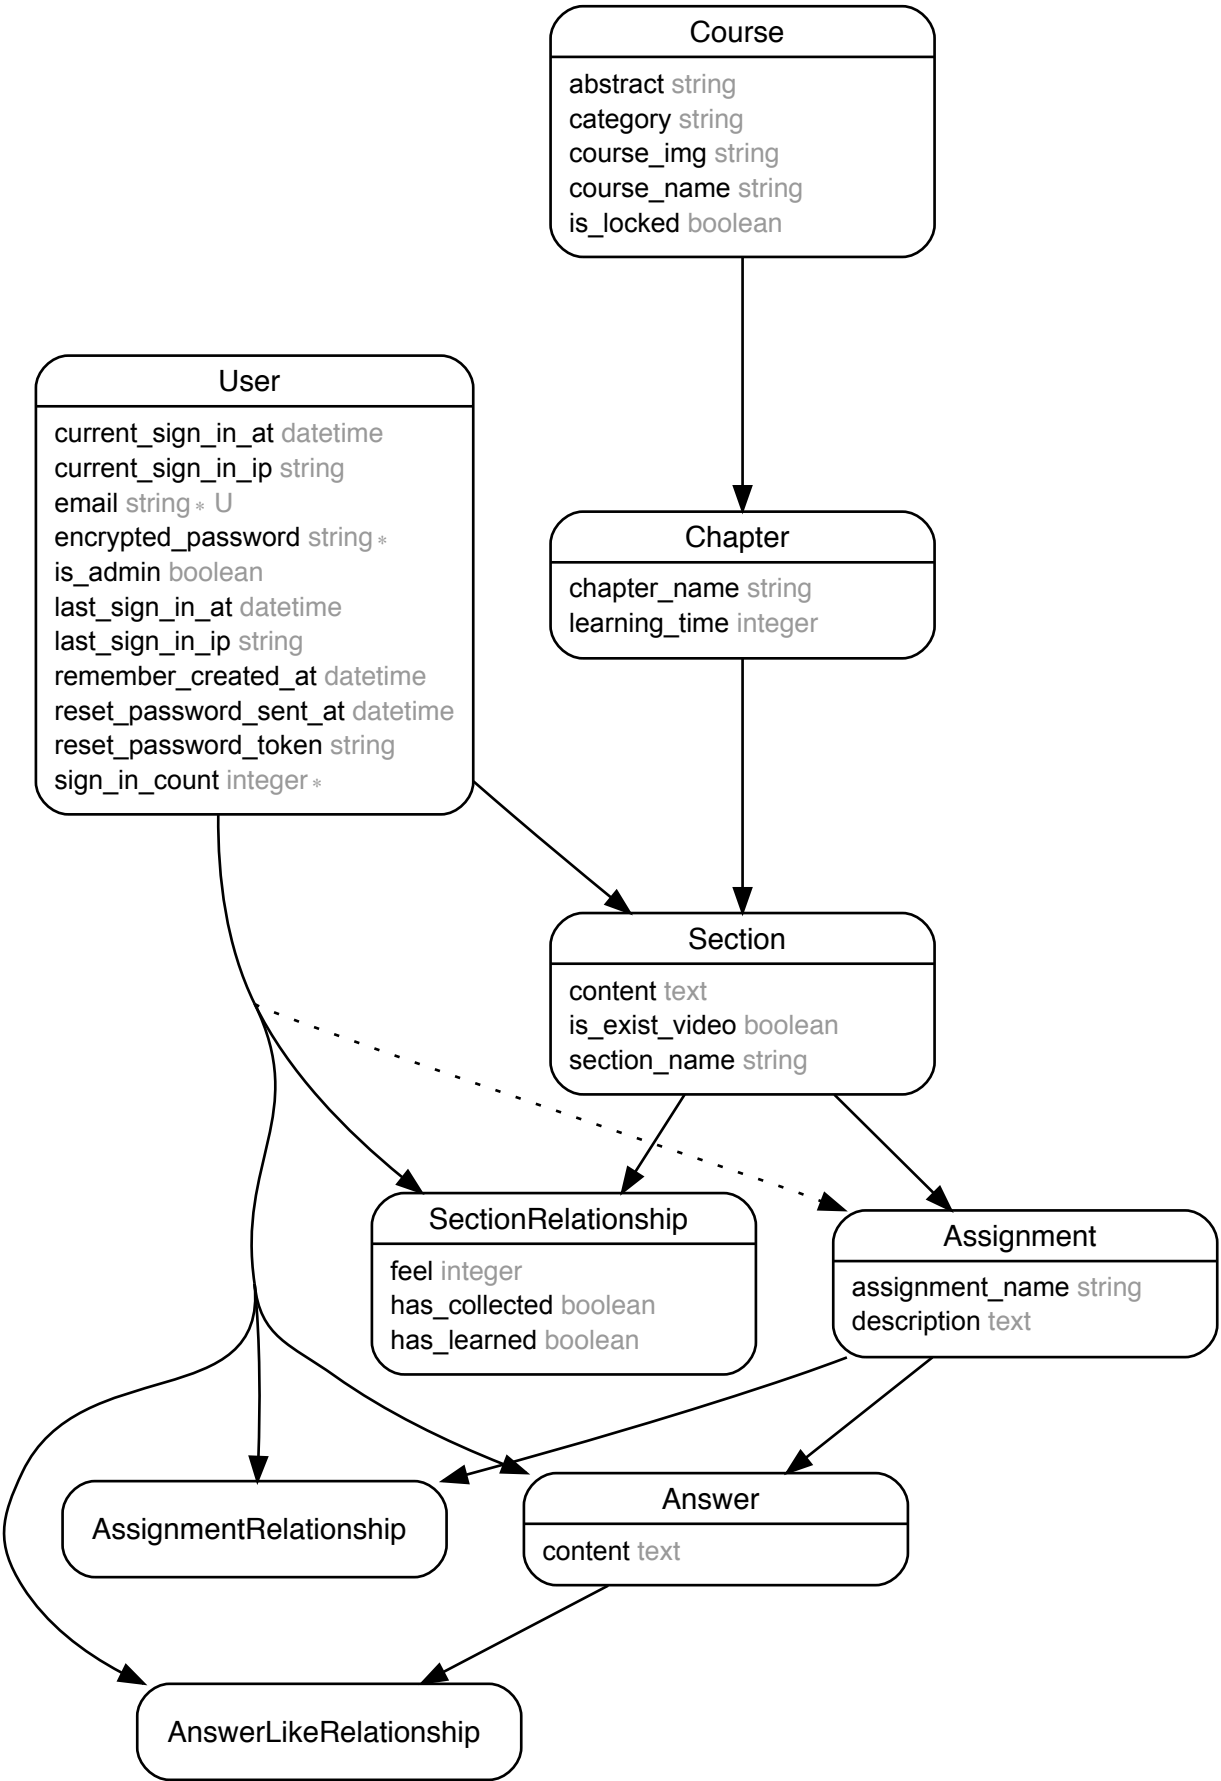 Course
abstract string
category string
course_img string
course_name string
is_locked boolean
User
current_sign_in_at datetime
current_sign_in_ip string
email string * U
encrypted_password string *
is_admin boolean
last_sign_in_at datetime
last_sign_in_ip string
remember_created_at datetime
reset_password_sent_at datetime
reset_password_token string
sign_in_count integer *
Chapter
chapter_name string
learning_time integer
Section
content text
is_exist_video boolean
section_name string
SectionRelationship
feel integer
has_collected boolean
has_learned boolean
Assignment
assignment_name string
description text
AssignmentRelationship
Answer
content text
AnswerLikeRelationship